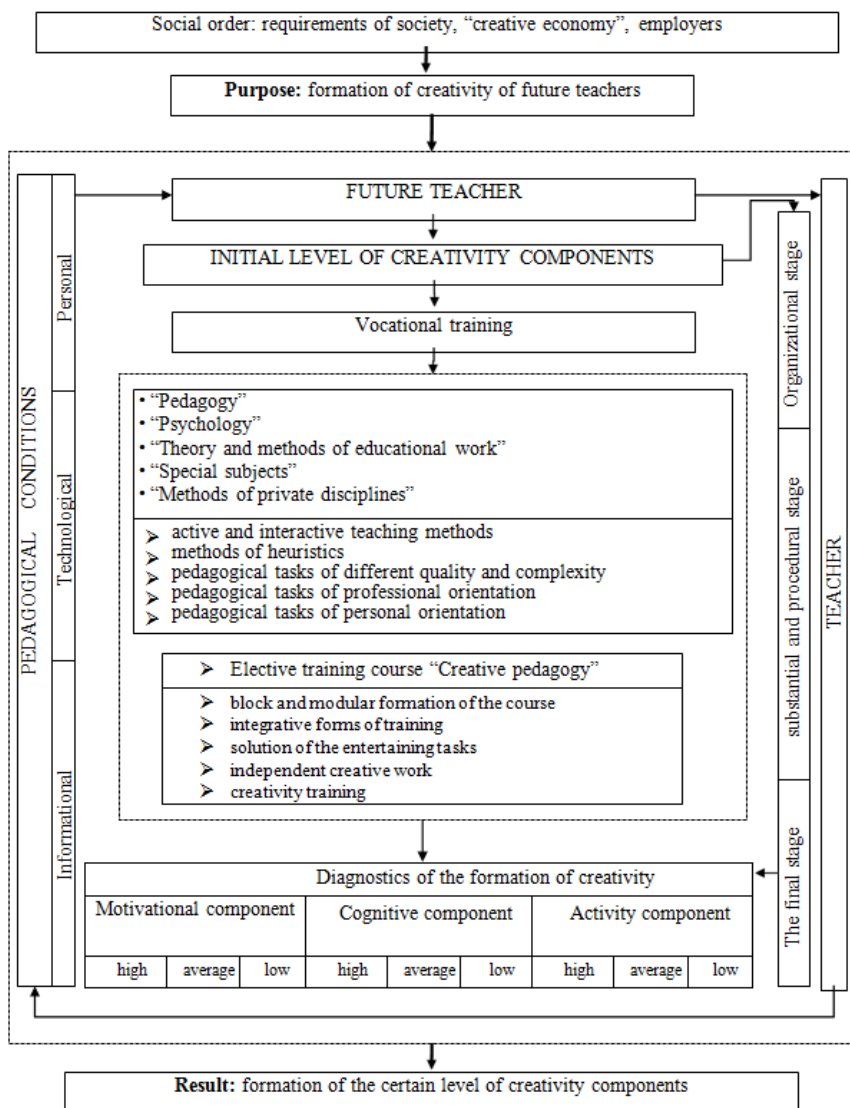 Social order: requirements of society, “creative economy”, employers
Purpose: formation of creativity of future teachers
PEDAGOGICAL CONDITIONS
Personal
Technological
Informational
FUTURE TEACHER
INITIAL LEVEL OF CREATIVITY COMPONENTS
Vocational training
• “Pedagogy”
• “Psychology”
• “Theory and methods of educational work”
• “Special subjects”
• “Methods of private disciplines”
➢ active and interactive teaching methods
➢ methods of heuristics
➢ pedagogical tasks of different quality and complexity
➢ pedagogical tasks of professional orientation
➢ pedagogical tasks of personal orientation
➢ Elective training course “Creative pedagogy”
➢ block and modular formation of the course
➢ integrative forms of training
➢ solution of the entertaining tasks
➢ independent creative work
➢ creativity training
Organizational stage
substantial and procedural stage
The final stage
TEACHER
Diagnostics of the formation of creativity
Motivational component Cognitive component Activity component
high average low high average low high average low
Result: formation of the certain level of creativity components